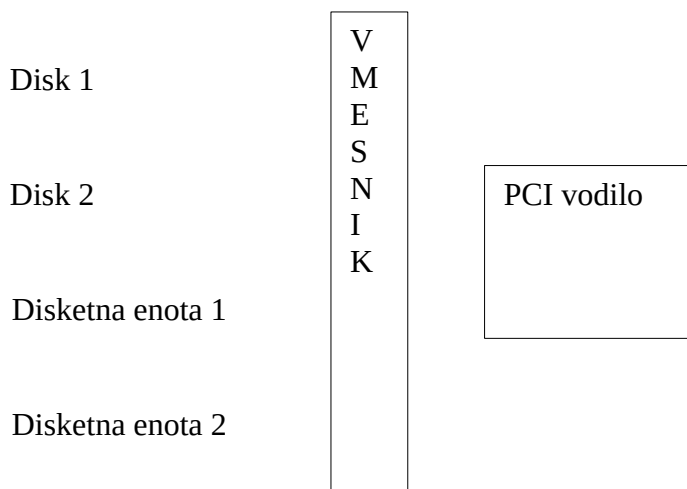 Disk 1
Disk 2
Disketna enota 1
Disketna enota 2
V
M
E
S
N
I
K
PCI vodilo